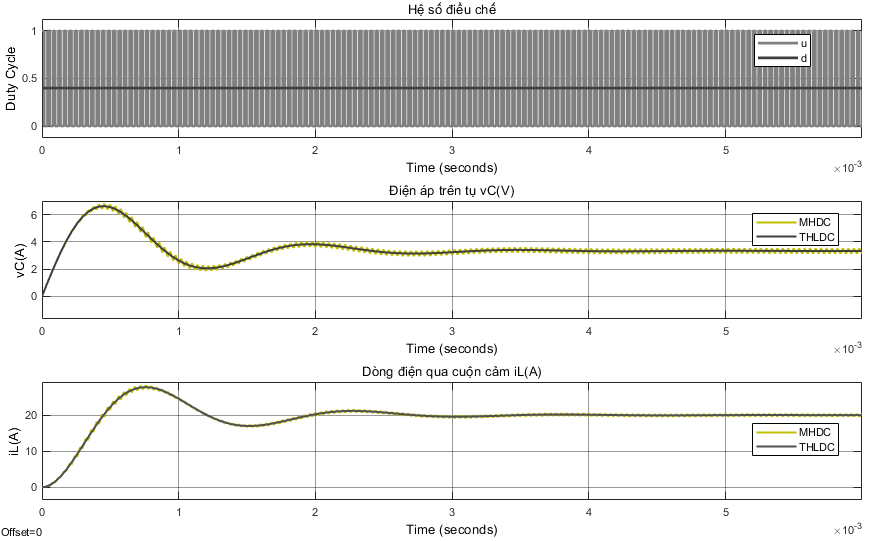 Hệ số điều chế
Duty Cycle
1
0.5
0
u
d
0 1 2 3 4 5
Time (seconds)
×10⁻³
Điện áp trên tụ vC(V)
vC(A)
6
4
2
0
MHDC
THLDC
0 1 2 3 4 5
Time (seconds)
×10⁻³
Dòng điện qua cuộn cảm iL(A)
iL(A)
20
10
0
MHDC
THLDC
0 1 2 3 4 5
Time (seconds)
×10⁻³
Offset=0